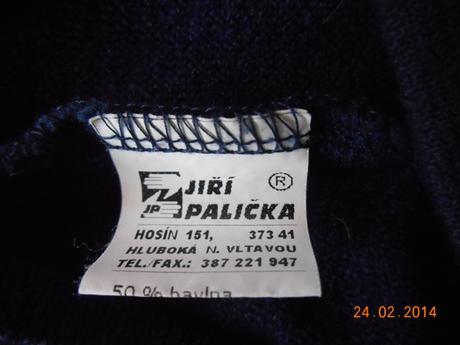 JIŘÍ ®
JP PALIČKA
HOSÍN 151, 373 41
HLUBOKÁ N. VLTAVOU
TEL./FAX.: 387 221 947
50 % bavlna
24.02.2014